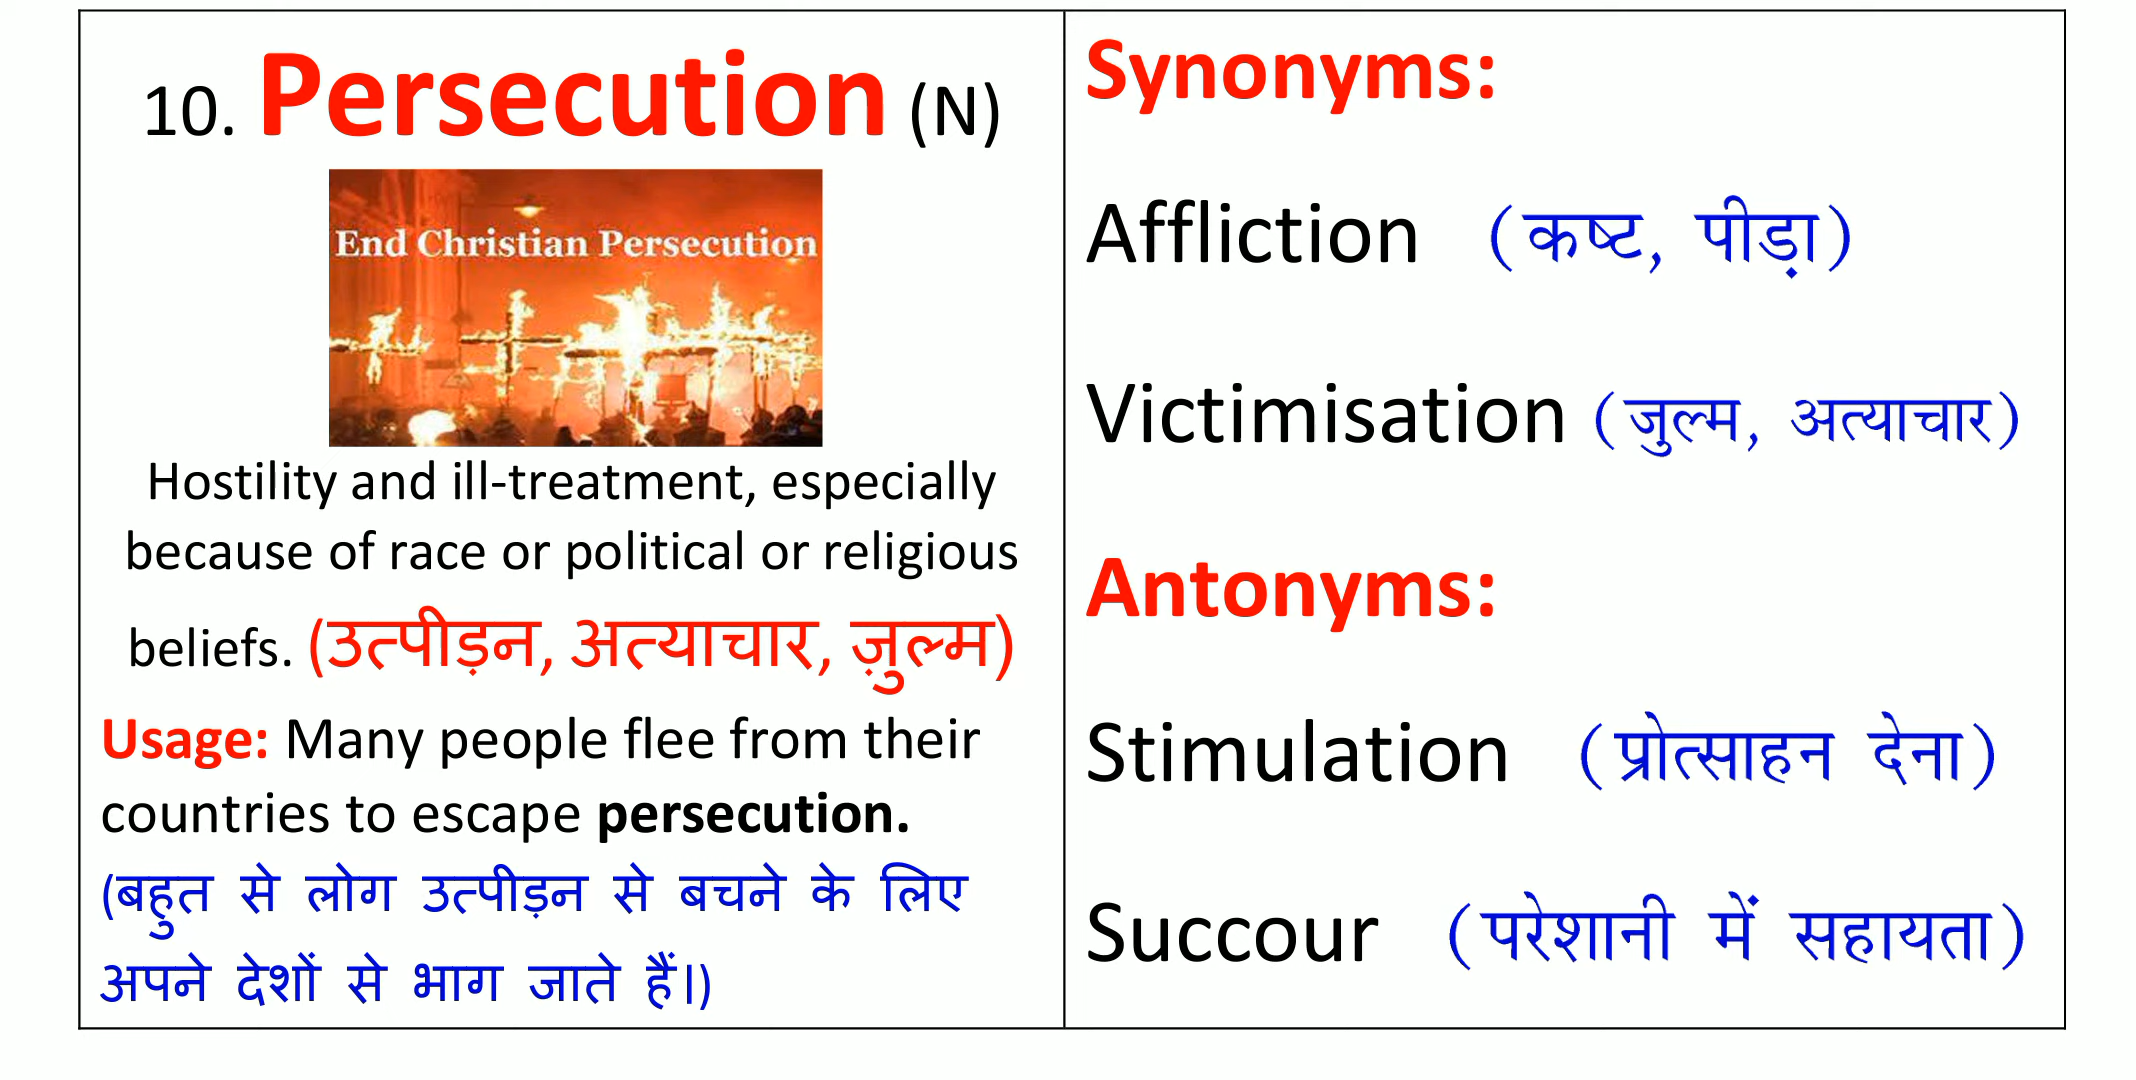 10. Persecution (N)
End Christian Persecution
Hostility and ill-treatment, especially
because of race or political or religious
beliefs. (उत्पीड़न, अत्याचार, ज़ुल्म)
Usage: Many people flee from their
countries to escape persecution.
(बहुत से लोग उत्पीड़न से बचने के लिए
अपने देशों से भाग जाते हैं।)
Synonyms:
Affliction (कष्ट, पीड़ा)
Victimisation (जुल्म, अत्याचार)
Antonyms:
Stimulation (प्रोत्साहन देना)
Succour (परेशानी में सहायता)